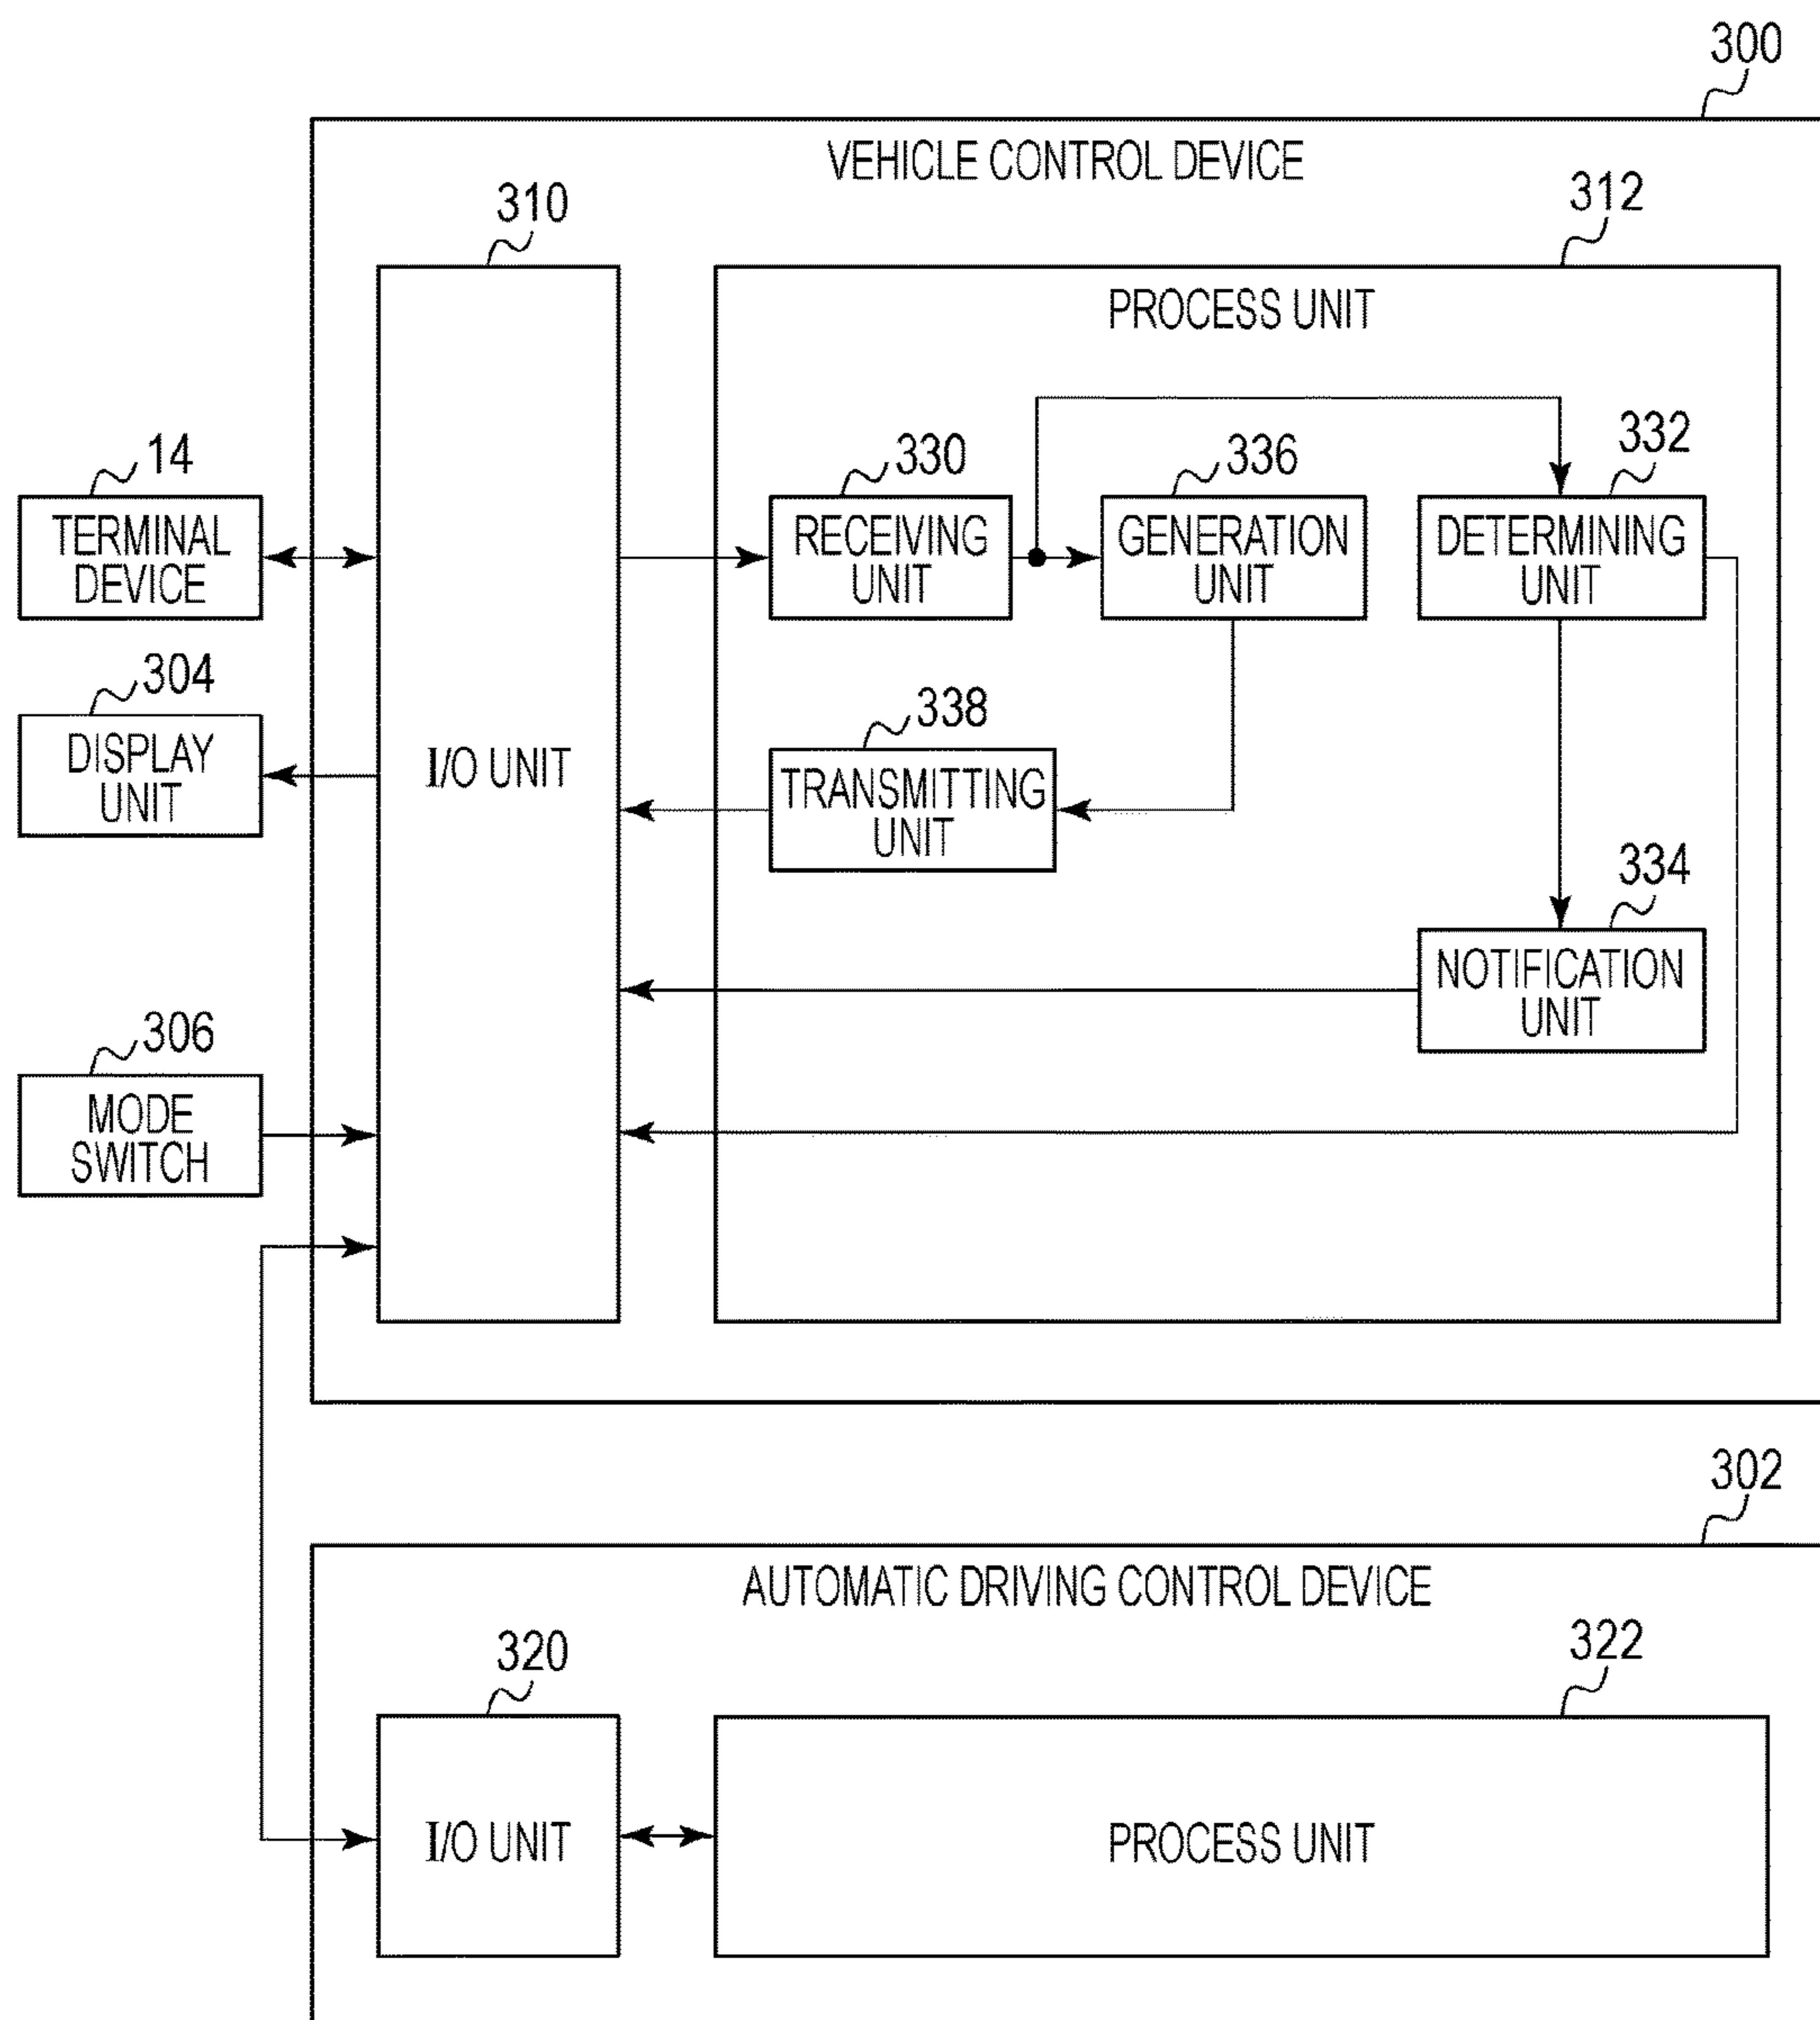 300
VEHICLE CONTROL DEVICE
310
312
PROCESS UNIT
14
330
336
332
TERMINAL
DEVICE
RECEIVING
UNIT
GENERATION
UNIT
DETERMINING
UNIT
304
338
DISPLAY
UNIT
I/O UNIT
TRANSMITTING
UNIT
334
NOTIFICATION
UNIT
306
MODE
SWITCH
302
AUTOMATIC DRIVING CONTROL DEVICE
320
322
I/O UNIT
PROCESS UNIT